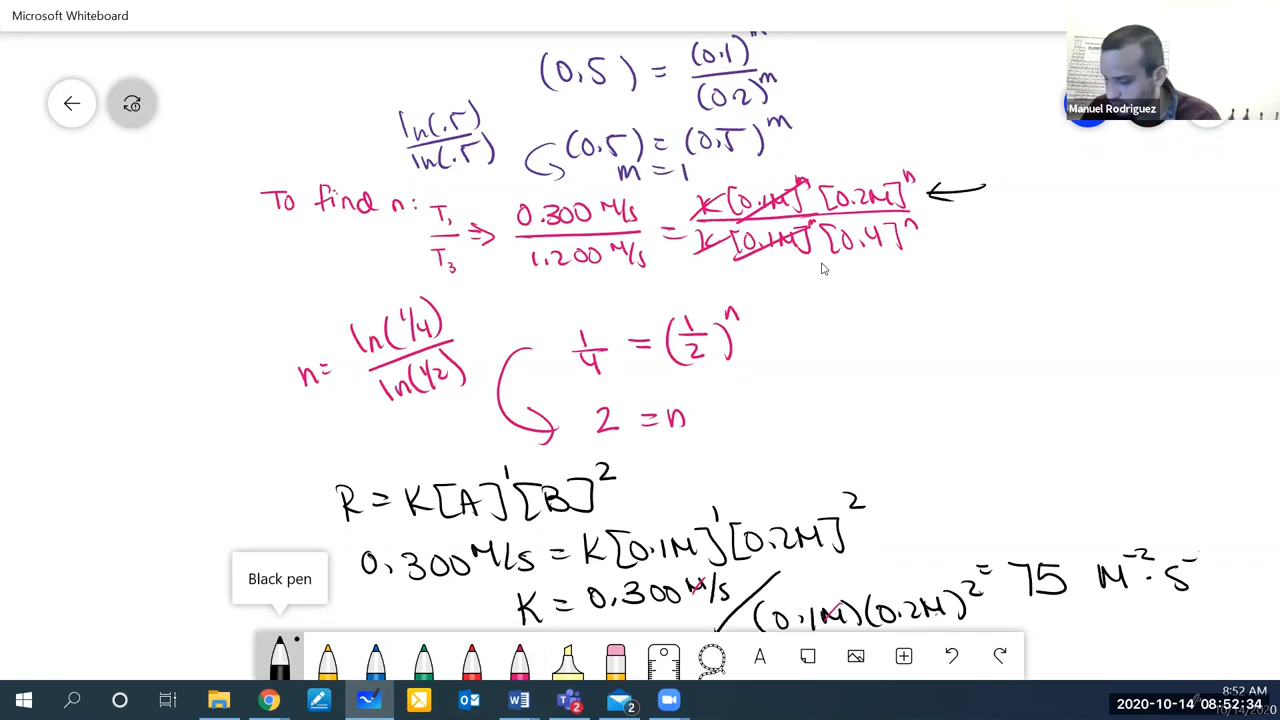 Microsoft Whiteboard
(0.5) = (0.1)^m / (0.2)^m
Manuel Rodriguez
ln(.5) / ln(.5)
(0.5) = (0.5)^m
m = 1
To find n: T₁ / T₃ => 0.300 M/s / 1.200 M/s = K[0.1M]^m [0.2M]^n / K[0.1M]^m [0.4]^n
n = ln(1/4) / ln(1/2)
1/4 = (1/2)^n
2 = n
R = K[A]^1[B]^2
0.300 M/s = K[0.1M]^1[0.2M]^2
K = 0.300 M/s / (0.1M)(0.2M)^2 = 75 M^-2 · s^-
Black pen
A
2
2
8:52 AM
2020-10-14 08:52:34